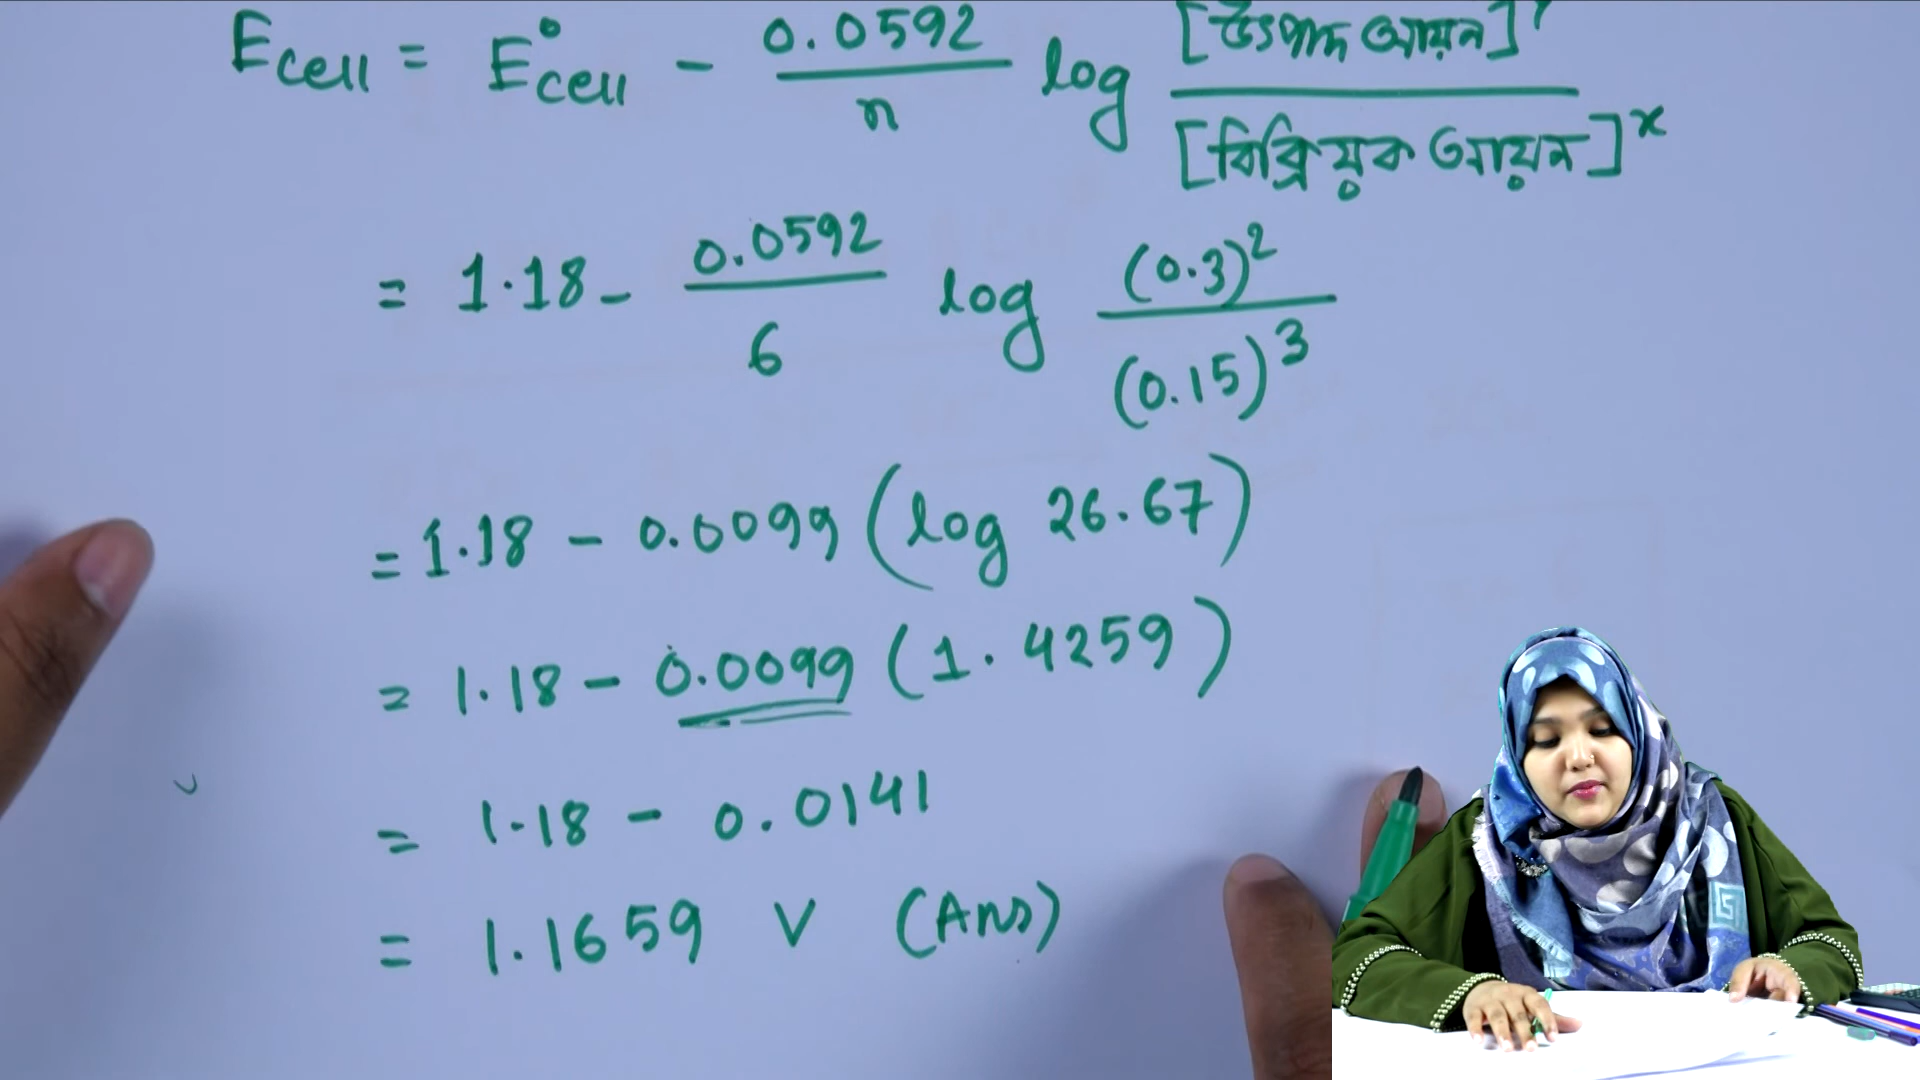 Ecell = E°cell - 0.0592/n log [উৎপাদ আয়ন]^y/[বিক্রিয়ক আয়ন]^x
= 1.18 - 0.0592/6 log (0.3)^2/(0.15)^3
= 1.18 - 0.0099 (log 26.67)
= 1.18 - 0.0099 (1.4259)
= 1.18 - 0.0141
= 1.1659 V (Ans)